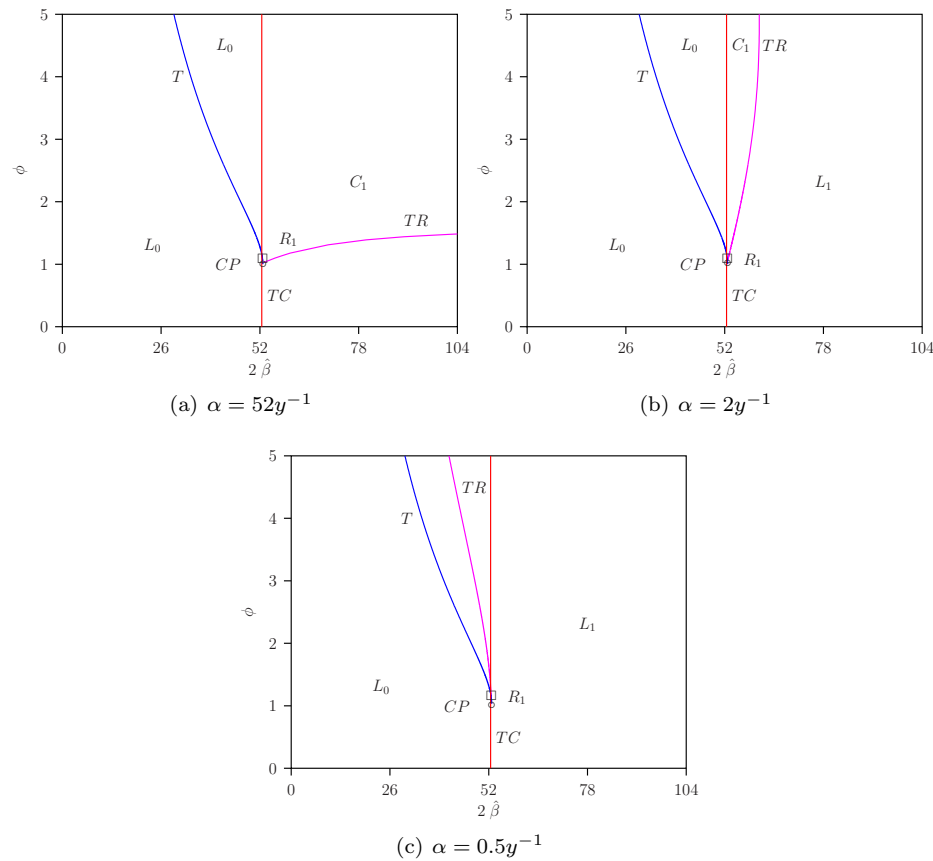 5
4
3
2
1
0
ϕ
T
L₀
L₀
C₁
TR
R₁
CP
TC
0 26 52 78 104
2 β̂
(a) α = 52y⁻¹
5
4
3
2
1
0
ϕ
T
L₀
C₁
TR
L₁
L₀
CP
R₁
TC
0 26 52 78 104
2 β̂
(b) α = 2y⁻¹
5
4
3
2
1
0
ϕ
TR
T
L₁
L₀
CP
R₁
TC
0 26 52 78 104
2 β̂
(c) α = 0.5y⁻¹